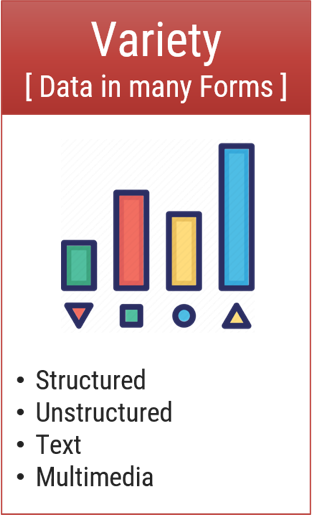 Variety
[ Data in many Forms ]
• Structured
• Unstructured
• Text
• Multimedia